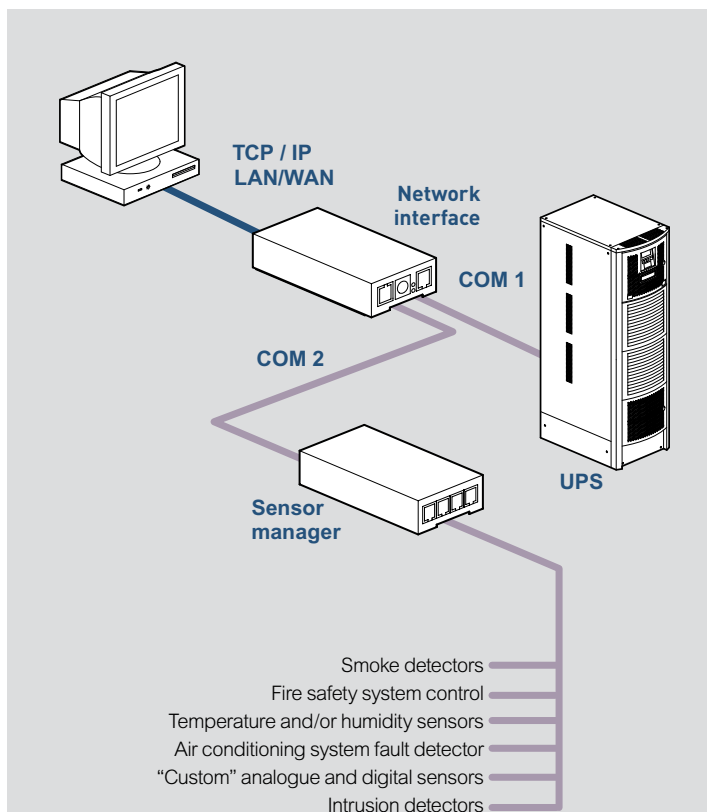 TCP / IP
LAN/WAN
Network
interface
COM 1
COM 2
UPS
Sensor
manager
Smoke detectors
Fire safety system control
Temperature and/or humidity sensors
Air conditioning system fault detector
“Custom” analogue and digital sensors
Intrusion detectors